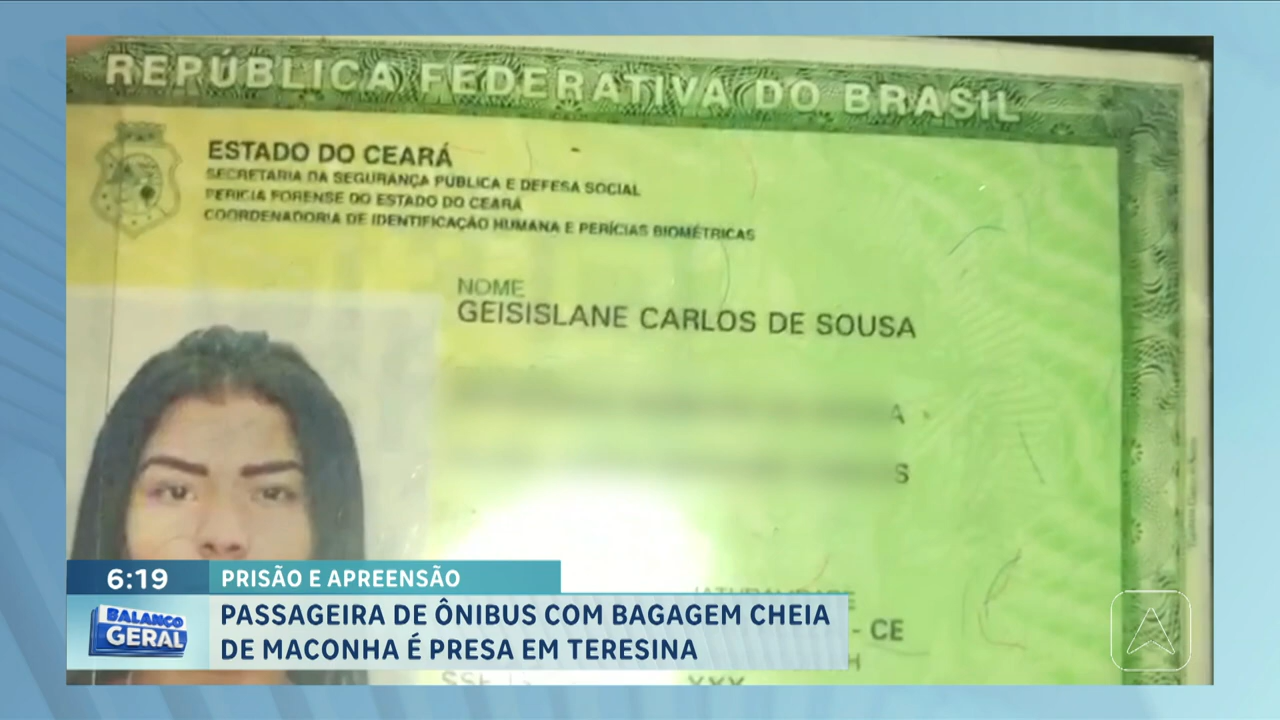 REPÚBLICA FEDERATIVA DO BRASIL
ESTADO DO CEARÁ
SECRETARIA DA SEGURANÇA PÚBLICA E DEFESA SOCIAL
PERÍCIA FORENSE DO ESTADO DO CEARÁ
COORDENADORIA DE IDENTIFICAÇÃO HUMANA E PERÍCIAS BIOMÉTRICAS
NOME
GEISISLANE CARLOS DE SOUSA
A
S
- CE
6:19 PRISÃO E APREENSÃO
BALANÇO GERAL
PASSAGEIRA DE ÔNIBUS COM BAGAGEM CHEIA
DE MACONHA É PRESA EM TERESINA